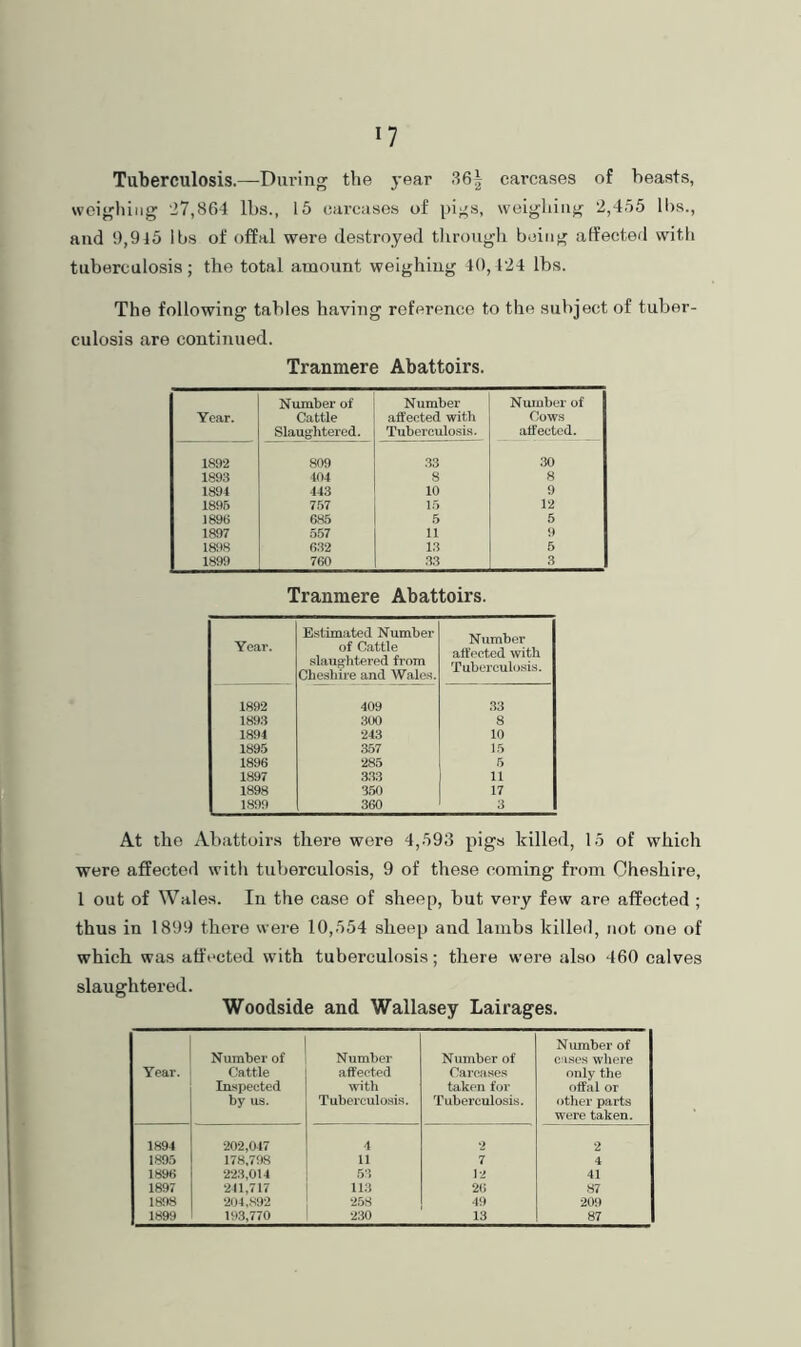 17
Tuberculosis.—During the year 36½ carcases of beasts,
weighing 27,864 lbs., 15 carcases of pigs, weighing 2,455 lbs.,
and 9,945 lbs of offal were destroyed through being affected with
tuberculosis; the total amount weighing 40,424 lbs.
The following tables having reference to the subject of tuber-
culosis are continued.
Tranmere Abattoirs.
Year. | Number of Cattle Slaughtered. | Number affected with Tuberculosis. | Number of Cows affected.
1892 809 33 30
1893 404 8 8
1894 443 10 9
1895 757 15 12
1896 685 5 5
1897 557 11 9
1898 632 13 5
1899 760 33 3
Tranmere Abattoirs.
Year. | Estimated Number of Cattle slaughtered from Cheshire and Wales. | Number affected with Tuberculosis.
1892 409 33
1893 300 8
1894 243 10
1895 357 15
1896 285 5
1897 333 11
1898 350 17
1899 360 3
At the Abattoirs there were 4,593 pigs killed, 15 of which
were affected with tuberculosis, 9 of these coming from Cheshire,
1 out of Wales. In the case of sheep, but very few are affected ;
thus in 1899 there were 10,554 sheep and lambs killed, not one of
which was affected with tuberculosis; there were also 460 calves
slaughtered.
Woodside and Wallasey Lairages.
Year. | Number of Cattle Inspected by us. | Number affected with Tuberculosis. | Number of Carcases taken for Tuberculosis. | Number of cases where only the offal or other parts were taken.
1894 202,047 4 2 2
1895 178,798 11 7 4
1896 223,014 53 12 41
1897 241,717 113 26 87
1898 204,892 258 49 209
1899 193,770 230 13 87